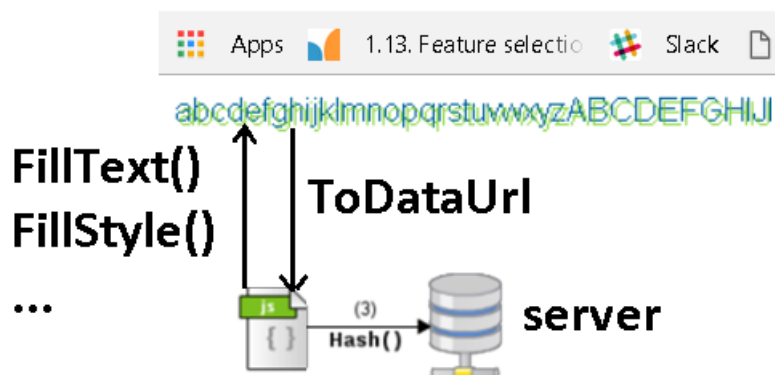 Apps 1.13. Feature selectio Slack
abcdefghijklmnopqrstuvwxyzABCDEFGHIJ
FillText()
ToDataUrl
FillStyle()
...
js
{ }
(3)
Hash()
server